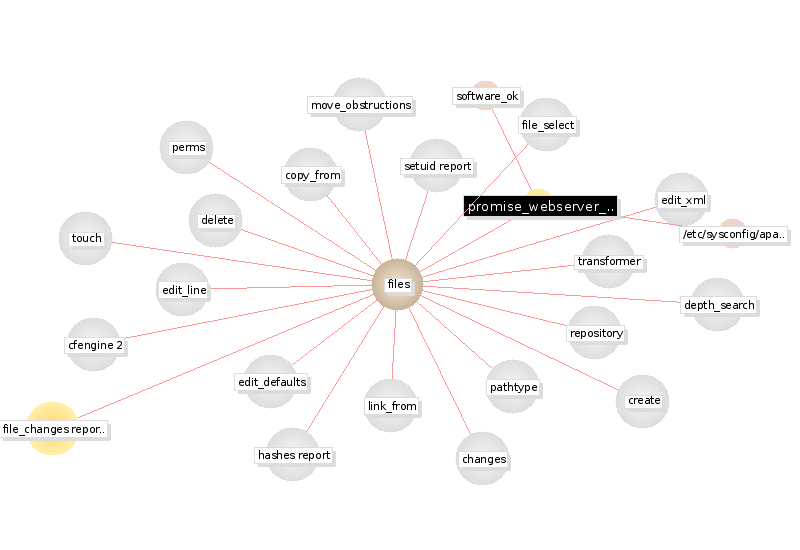 software_ok
move_obstructions
file_select
perms
setuid report
copy_from
edit_xml
promise_webserver_..
delete
/etc/sysconfig/apa..
touch
transformer
files
edit_line
depth_search
repository
cfengine 2
edit_defaults
pathtype
create
link_from
file_changes repor..
hashes report
changes